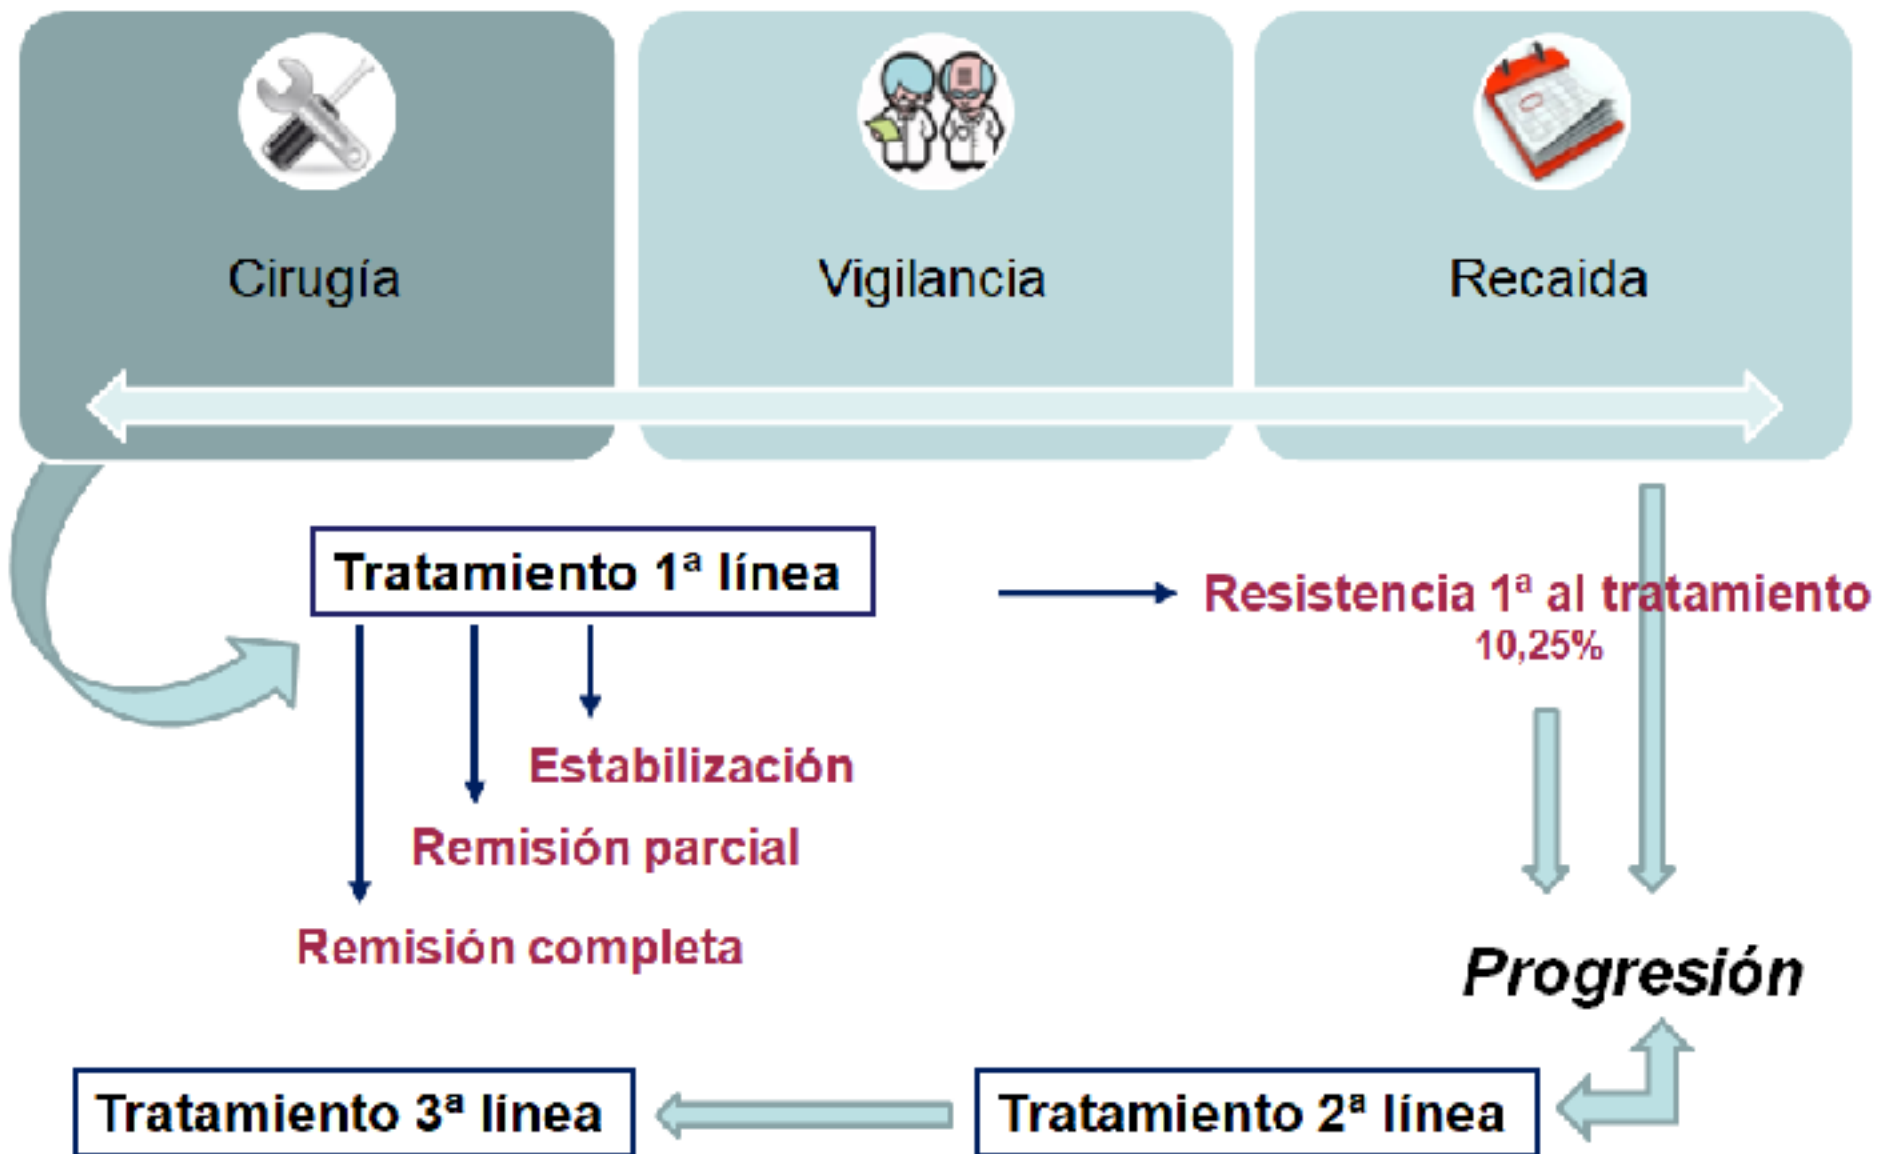 Cirugía
Vigilancia
Recaida
Tratamiento 1ª línea
Resistencia 1ª al tratamiento
10,25%
Estabilización
Remisión parcial
Remisión completa
Progresión
Tratamiento 3ª línea
Tratamiento 2ª línea